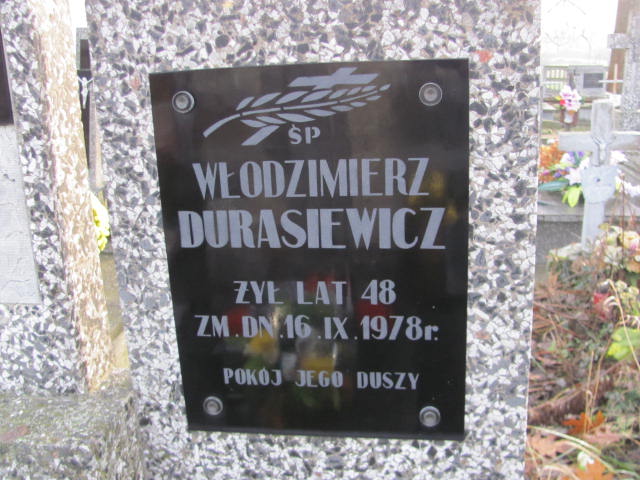 ŚP
WŁODZIMIERZ
DURASIEWICZ
ŻYŁ LAT 48
ZM. DN. 16. IX. 1978r.
POKÓJ JEGO DUSZY